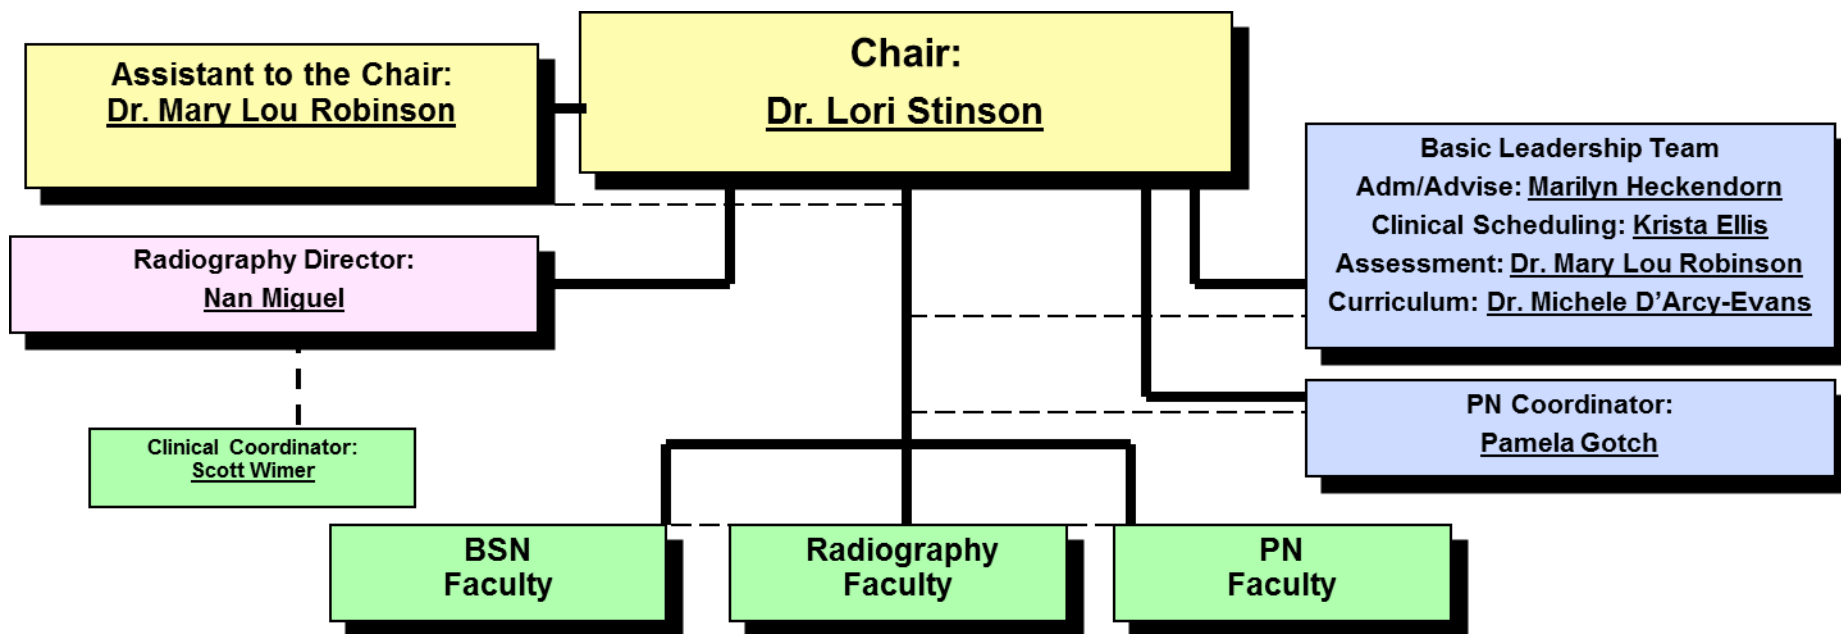 Assistant to the Chair:
Dr. Mary Lou Robinson
Chair:
Dr. Lori Stinson
Basic Leadership Team
Adm/Advise: Marilyn Heckendorn
Clinical Scheduling: Krista Ellis
Assessment: Dr. Mary Lou Robinson
Curriculum: Dr. Michele D’Arcy-Evans
Radiography Director:
Nan Miguel
PN Coordinator:
Pamela Gotch
Clinical Coordinator:
Scott Wimer
BSN
Faculty
Radiography
Faculty
PN
Faculty